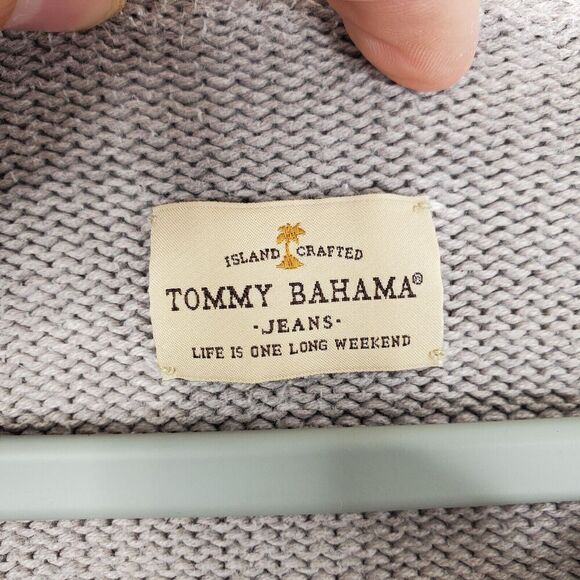 ISLAND CRAFTED
TOMMY BAHAMA®
-JEANS-
LIFE IS ONE LONG WEEKEND